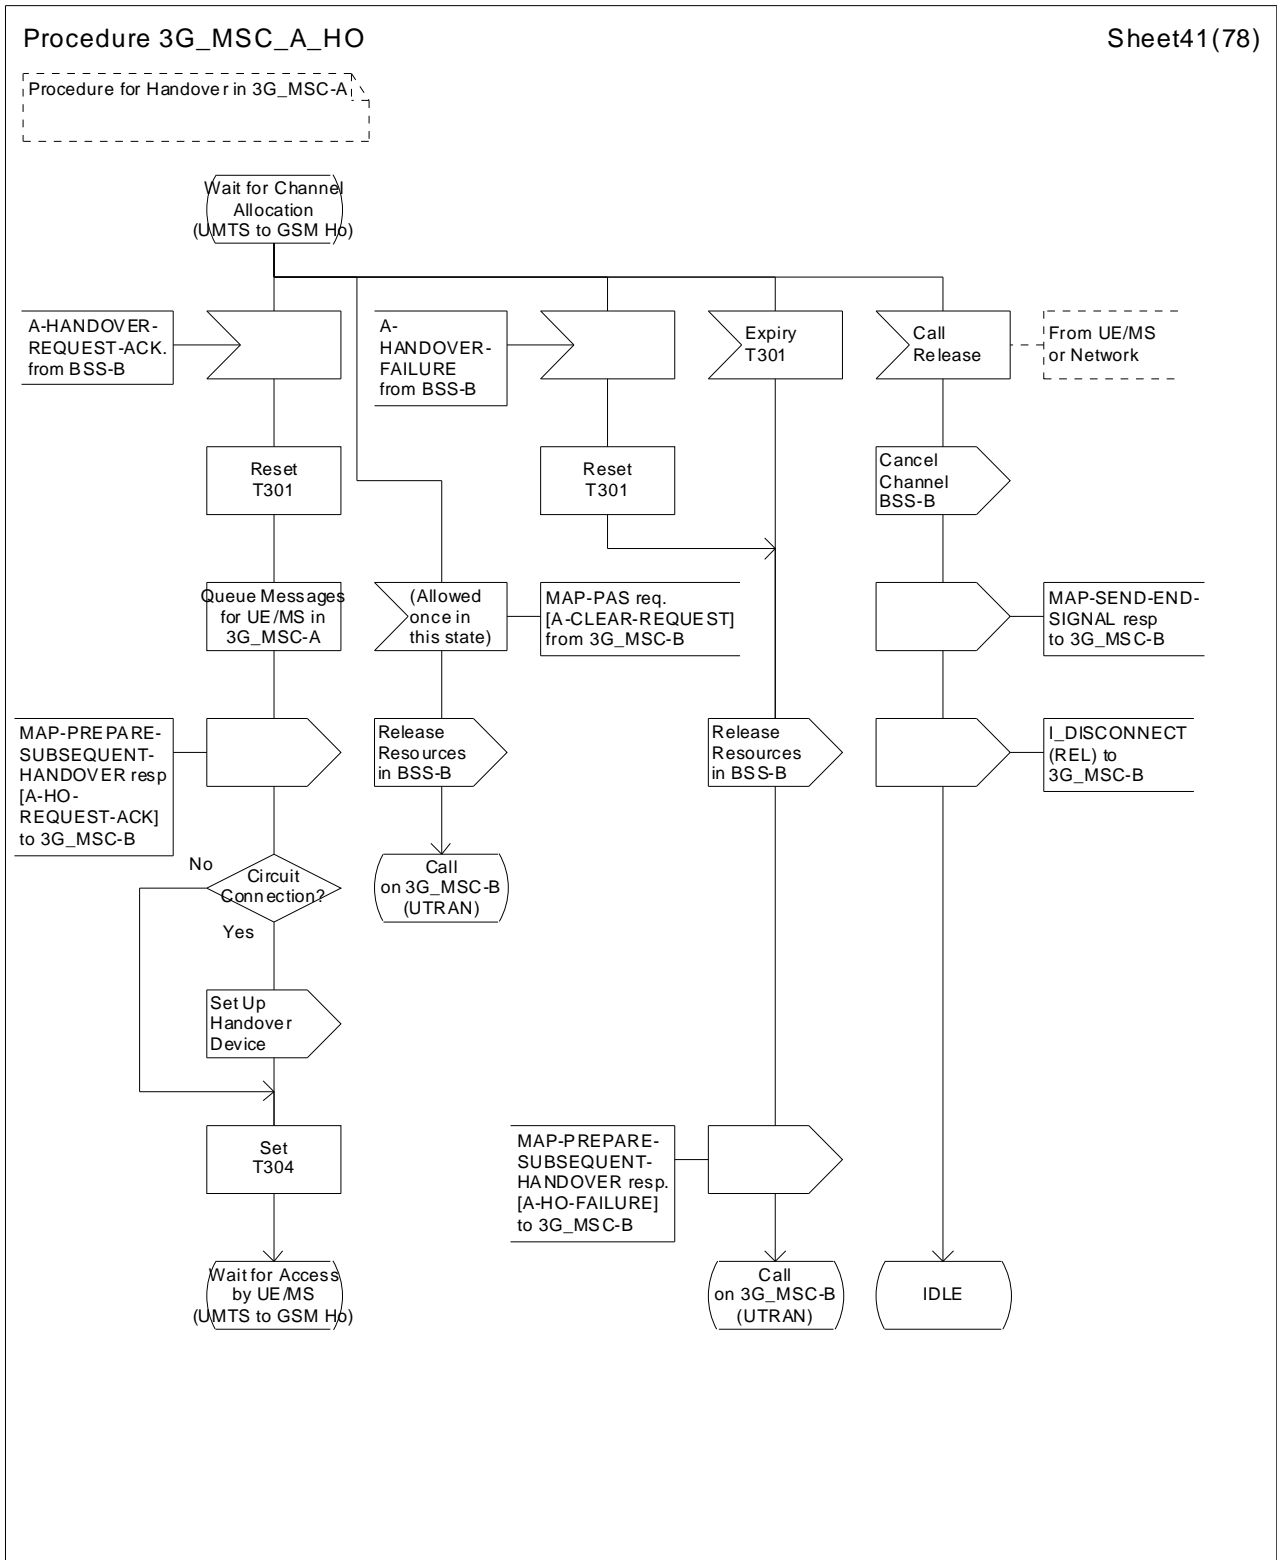 Procedure 3G_MSC_A_HO
Sheet41(78)
Procedure for Handover in 3G_MSC-A
Wait for Channel
Allocation
(UMTS to GSM Ho)
A-HANDOVER-
REQUEST-ACK.
from BSS-B
A-
HANDOVER-
FAILURE
from BSS-B
Expiry
T301
Call
Release
From UE/MS
or Network
Reset
T301
Reset
T301
Cancel
Channel
BSS-B
Queue Messages
for UE/MS in
3G_MSC-A
(Allowed
once in
this state)
MAP-PAS req.
[A-CLEAR-REQUEST]
from 3G_MSC-B
MAP-SEND-END-
SIGNAL resp
to 3G_MSC-B
MAP-PREPARE-
SUBSEQUENT-
HANDOVER resp
[A-HO-
REQUEST-ACK]
to 3G_MSC-B
Release
Resources
in BSS-B
Release
Resources
in BSS-B
I_DISCONNECT
(REL) to
3G_MSC-B
No
Circuit
Connection?
Yes
Call
on 3G_MSC-B
(UTRAN)
Set Up
Handover
Device
Set
T304
MAP-PREPARE-
SUBSEQUENT-
HANDOVER resp.
[A-HO-FAILURE]
to 3G_MSC-B
Wait for Access
by UE/MS
(UMTS to GSM Ho)
Call
on 3G_MSC-B
(UTRAN)
IDLE